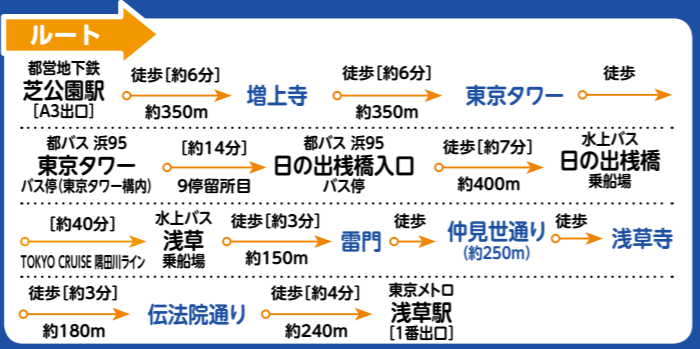 ルート
都営地下鉄
芝公園駅
[A3出口]
徒歩[約6分]
約350m
増上寺
徒歩[約6分]
約350m
東京タワー
徒歩
都バス 浜95
東京タワー
バス停(東京タワー構内)
[約14分]
9停留所目
都バス 浜95
日の出桟橋入口
バス停
徒歩[約7分]
約400m
水上バス
日の出桟橋
乗船場
[約40分]
TOKYO CRUISE 隅田川ライン
水上バス
浅草
乗船場
徒歩[約3分]
約150m
雷門
徒歩
仲見世通り
(約250m)
徒歩
浅草寺
徒歩[約3分]
約180m
伝法院通り
徒歩[約4分]
約240m
東京メトロ
浅草駅
[1番出口]